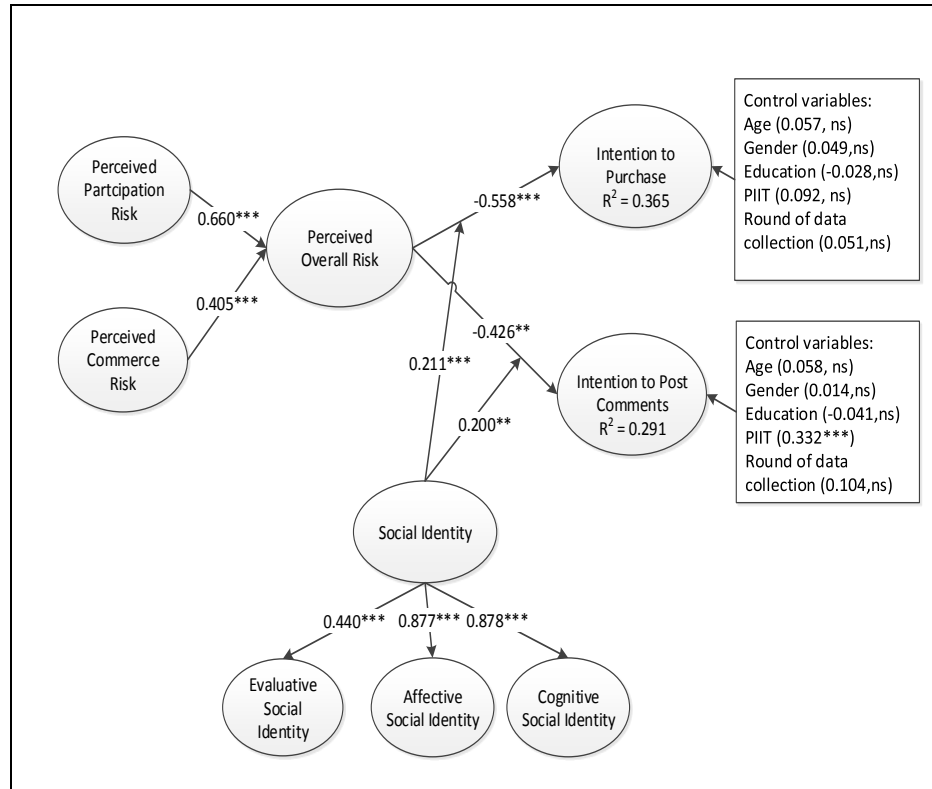 Perceived
Partcipation
Risk
0.660***
Perceived
Commerce
Risk
0.405***
Perceived
Overall Risk
-0.558***
Intention to
Purchase
R² = 0.365
Control variables:
Age (0.057, ns)
Gender (0.049,ns)
Education (-0.028,ns)
PIIT (0.092, ns)
Round of data
collection (0.051,ns)
-0.426**
0.211***
0.200**
Intention to Post
Comments
R² = 0.291
Control variables:
Age (0.058, ns)
Gender (0.014,ns)
Education (-0.041,ns)
PIIT (0.332***)
Round of data
collection (0.104,ns)
Social Identity
0.440***
0.877***
0.878***
Evaluative
Social
Identity
Affective
Social Identity
Cognitive
Social Identity